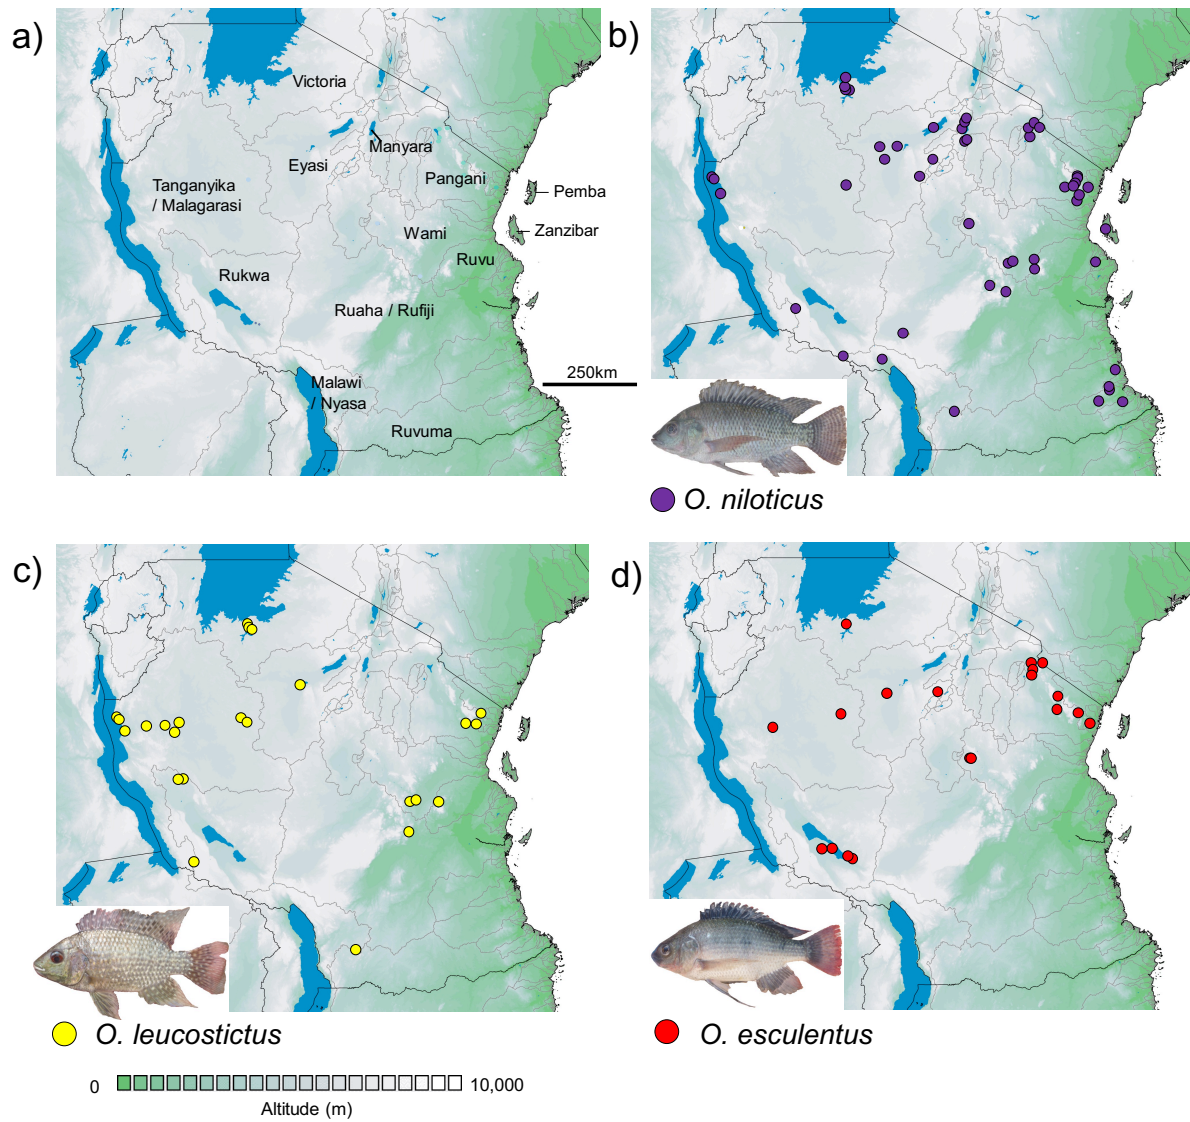 a)
Victoria
Manyara
Eyasi
Pangani
Tanganyika
/ Malagarasi
Pemba
Zanzibar
Wami
Ruvu
Rukwa
Ruaha / Rufiji
Malawi
/ Nyasa
Ruvuma
250km
b)
O. niloticus
c)
O. leucostictus
d)
O. esculentus
0
10,000
Altitude (m)